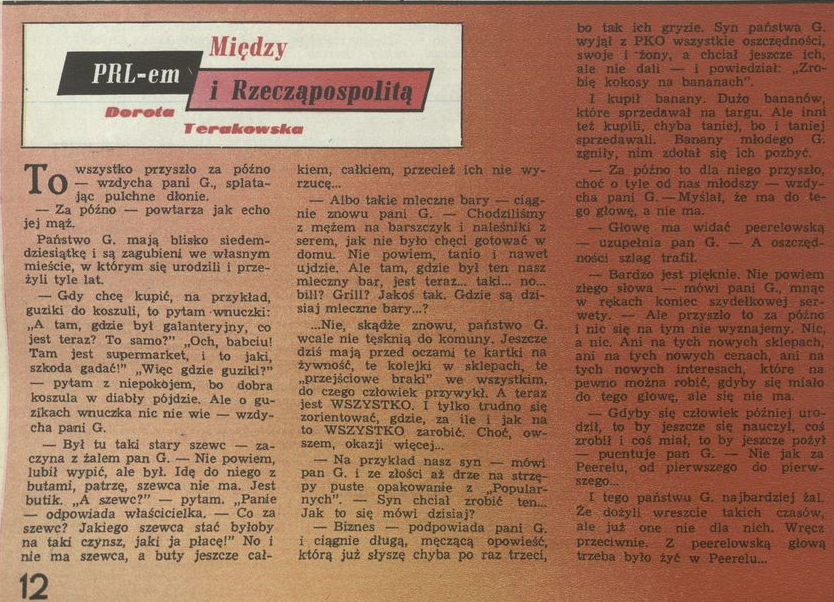 Między
PRL-em
i Rzecząpospolitą
Dorota
Terakowska
To wszystko przyszło za późno
— wzdycha pani G., splata-
jąc pulchne dłonie.
— Za późno — powtarza jak echo
jej mąż.
Państwo G. mają blisko siedem-
dziesiątkę i są zagubieni we własnym
mieście, w którym się urodzili i prze-
żyli tyle lat.
— Gdy chcę kupić, na przykład,
guziki do koszuli, to pytam wnuczki:
„A tam, gdzie był galanteryjny, co
jest teraz? To samo?" „Och, babciu!
Tam jest supermarket, i to jaki,
szkoda gadać!" „Więc gdzie guziki?"
— pytam z niepokojem, bo dobra
koszula w diabły pójdzie. Ale o gu-
zikach wnuczka nic nie wie — wzdy-
cha pani G.
— Był tu taki stary szewc — za-
czyna z żalem pan G. — Nie powiem,
lubił wypić, ale był. Idę do niego z
butami, patrzę, szewca nie ma. Jest
butik. „A szewc?" — pytam. „Panie
— odpowiada właścicielka. — Co za
szewc? Jakiego szewca stać byłoby
na taki czynsz, jaki ja płacę!" No i
nie ma szewca, a buty jeszcze cał-
kiem, całkiem, przecież ich nie wy-
rzucę...
— Albo takie mleczne bary — ciąg-
nie znowu pani G. — Chodziliśmy
z mężem na barszczyk i naleśniki z
serem, jak nie było chęci gotować w
domu. Nie powiem, tanio i nawet
ujdzie. Ale tam, gdzie był ten nasz
mleczny bar, jest teraz... taki... no...
bill? Grill? Jakoś tak. Gdzie są dzi-
siaj mleczne bary...?
...Nie, skądże znowu, państwo G.
wcale nie tęsknią do komuny. Jeszcze
dziś mają przed oczami te kartki na
żywność, te kolejki w sklepach, te
„przejściowe braki" we wszystkim,
do czego człowiek przywykł. A teraz
jest WSZYSTKO. I tylko trudno się
zorientować, gdzie, za ile i jak na
to WSZYSTKO zarobić. Choć, ow-
szem, okazji więcej...
— Na przykład nasz syn — mówi
pan G. i ze złości aż drze na strzę-
py puste opakowanie z „Popular-
nych". — Syn chciał zrobić ten...
Jak to się mówi dzisiaj?
— Biznes — podpowiada pani G.
i ciągnie długą, męczącą opowieść,
którą już słyszę chyba po raz trzeci,
bo tak ich gryzie. Syn państwa G.
wyjął z PKO wszystkie oszczędności,
swoje i żony, a chciał jeszcze ich,
ale nie dali — i powiedział: „Zro-
bię kokosy na bananach".
I kupił banany. Dużo bananów,
które sprzedawał na targu. Ale inni
też kupili, chyba taniej, bo i taniej
sprzedawali. Banany młodego G.
zgniły, nim zdołał się ich pozbyć.
— Za późno to dla niego przyszło,
choć o tyle od nas młodszy — wzdy-
cha pani G. — Myślał, że ma do te-
go głowę, a nie ma.
— Głowę ma widać peerelowską
— uzupełnia pan G. — A oszczęd-
ności szlag trafił.
— Bardzo jest pięknie. Nie powiem
złego słowa — mówi pani G., mnąc
w rękach koniec szydełkowej ser-
wety. — Ale przyszło to za późno
i nic się na tym nie wyznajemy. Nic,
a nic. Ani na tych nowych sklepach,
ani na tych nowych cenach, ani na
tych nowych interesach, które na
pewno można robić, gdyby się miało
do tego głowę, ale się nie ma.
— Gdyby się człowiek później uro-
dził, to by jeszcze się nauczył, coś
zrobił i coś miał, to by jeszcze pożył
— puentuje pan G. — Nie jak za
Peerelu, od pierwszego do pierw-
szego...
I tego państwu G. najbardziej żal.
Że dożyli wreszcie takich czasów,
ale już one nie dla nich. Wręcz
przeciwnie. Z peerelowską głową
trzeba było żyć w Peerelu...
12